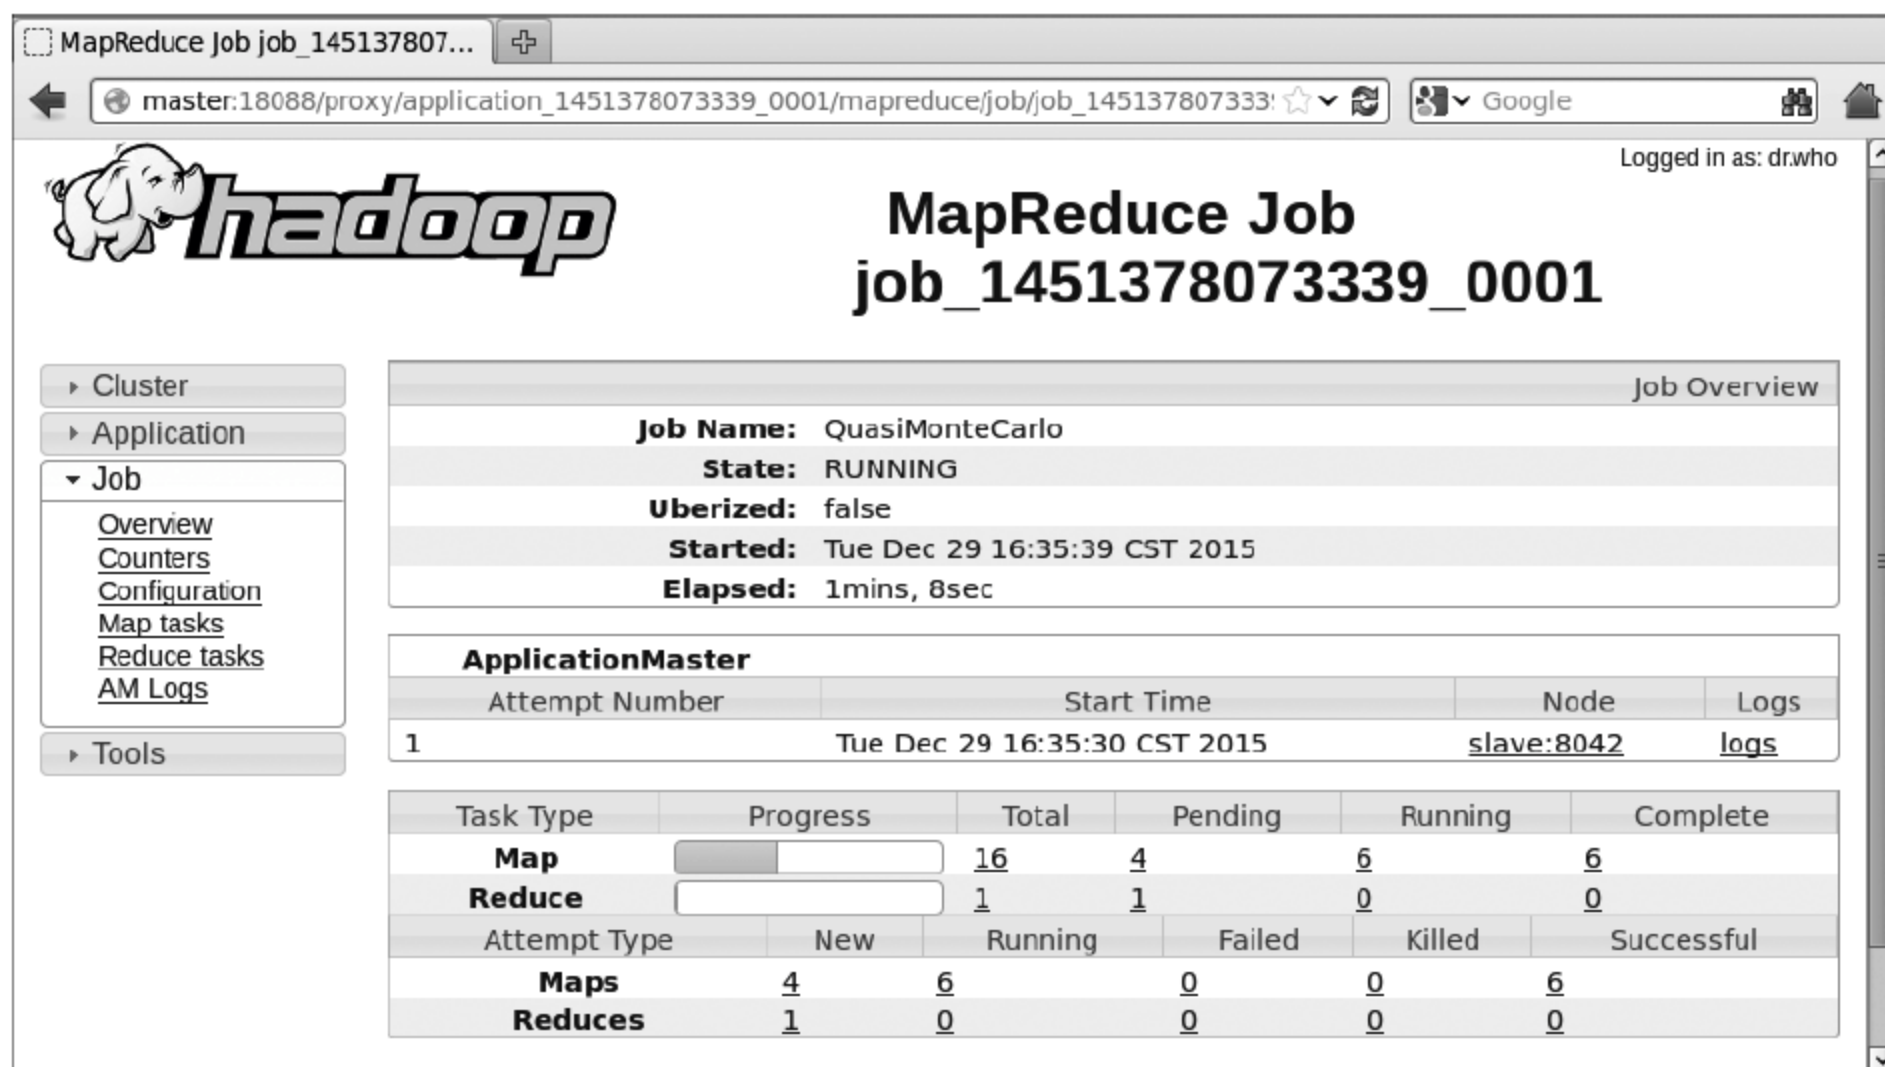 MapReduce Job job_145137807...
master:18088/proxy/application_1451378073339_0001/mapreduce/job/job_145137807333
Google
Logged in as: dr.who
hadoop
MapReduce Job
job_1451378073339_0001
Cluster
Application
Job
Overview
Counters
Configuration
Map tasks
Reduce tasks
AM Logs
Tools
Job Overview
Job Name: QuasiMonteCarlo
State: RUNNING
Uberized: false
Started: Tue Dec 29 16:35:39 CST 2015
Elapsed: 1mins, 8sec
ApplicationMaster
Attempt Number Start Time Node Logs
1 Tue Dec 29 16:35:30 CST 2015 slave:8042 logs
Task Type Progress Total Pending Running Complete
Map 16 4 6 6
Reduce 1 1 0 0
Attempt Type New Running Failed Killed Successful
Maps 4 6 0 0 6
Reduces 1 0 0 0 0